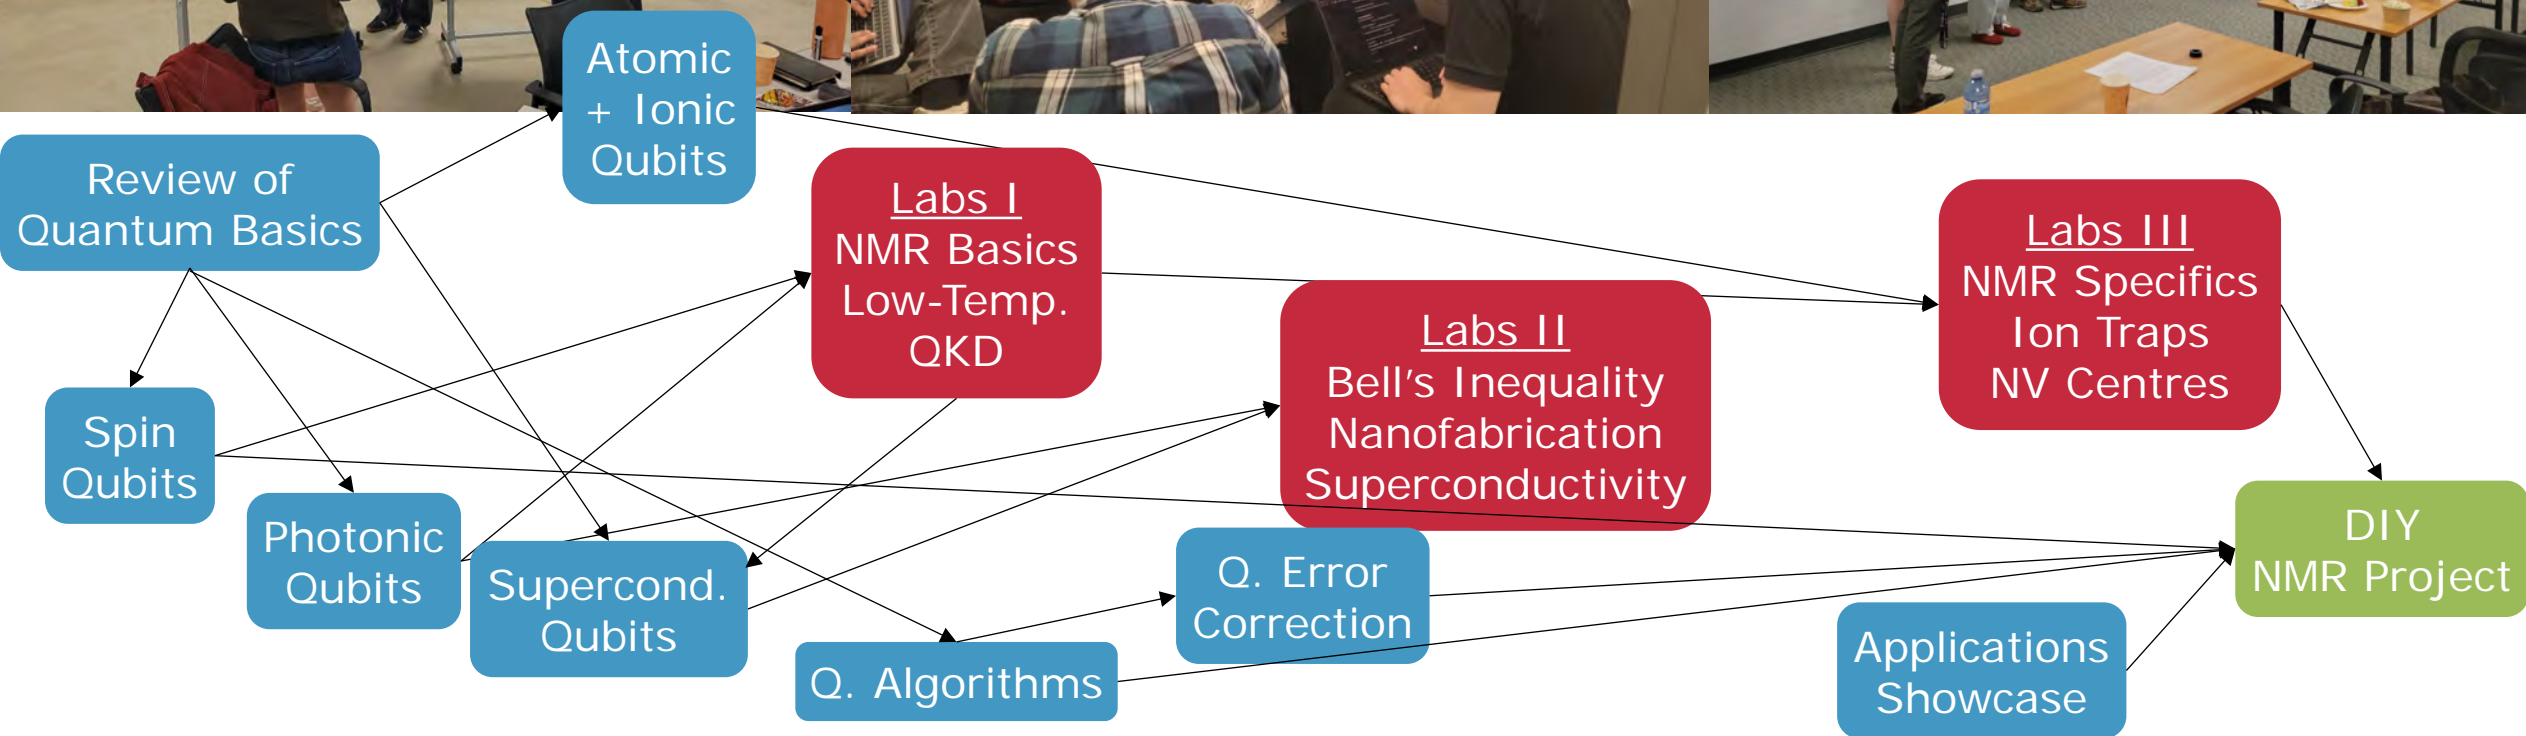 Atomic
+ Ionic
Qubits
Review of
Quantum Basics
Labs I
NMR Basics
Low-Temp.
QKD
Labs III
NMR Specifics
Ion Traps
NV Centres
Labs II
Bell's Inequality
Nanofabrication
Superconductivity
Spin
Qubits
Photonic
Qubits
Supercond.
Qubits
Q. Algorithms
Q. Error
Correction
DIY
NMR Project
Applications
Showcase